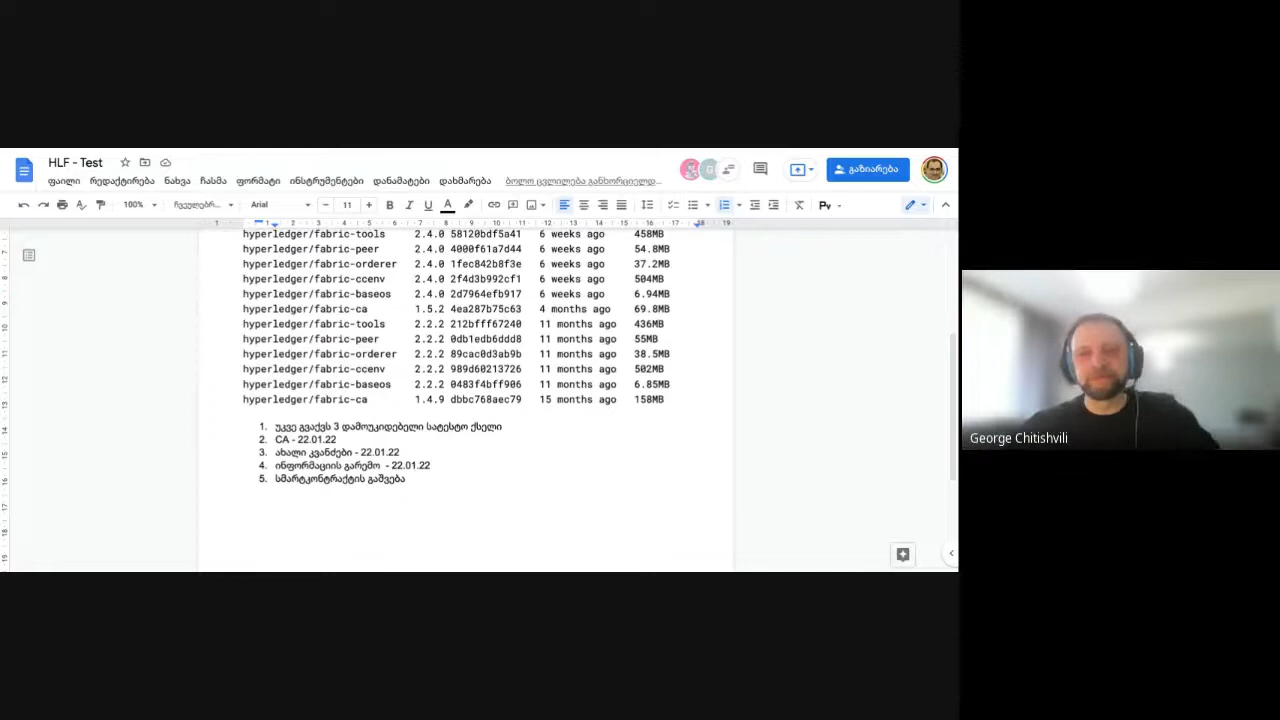 HLF - Test
ფაილი რედაქტირება ნახვა ჩასმა ფორმატი ინსტრუმენტები დანამატები დახმარება ბოლო ცვლილება განხორციელდ...
გაზიარება
100% ჩვეულებრ... Arial 11
hyperledger/fabric-tools 2.4.0 58120bdf5a41 6 weeks ago 458MB
hyperledger/fabric-peer 2.4.0 4000f61a7d44 6 weeks ago 54.8MB
hyperledger/fabric-orderer 2.4.0 1fec842b8f3e 6 weeks ago 37.2MB
hyperledger/fabric-ccenv 2.4.0 2f4d3b992cf1 6 weeks ago 504MB
hyperledger/fabric-baseos 2.4.0 2d7964efb917 6 weeks ago 6.94MB
hyperledger/fabric-ca 1.5.2 4ea287b75c63 4 months ago 69.8MB
hyperledger/fabric-tools 2.2.2 212bfff67240 11 months ago 436MB
hyperledger/fabric-peer 2.2.2 0db1edb6ddd8 11 months ago 55MB
hyperledger/fabric-orderer 2.2.2 89cac0d3ab9b 11 months ago 38.5MB
hyperledger/fabric-ccenv 2.2.2 989d60213726 11 months ago 502MB
hyperledger/fabric-baseos 2.2.2 0483f4bff906 11 months ago 6.85MB
hyperledger/fabric-ca 1.4.9 dbbc768aec79 15 months ago 158MB
1. უკვე გვაქვს 3 დამოუკიდებელი სატესტო ქსელი
2. CA - 22.01.22
3. ახალი კვანძები - 22.01.22
4. ინფორმაციის გარემო - 22.01.22
5. სმარტკონტრაქტის გაშვება
George Chitishvili